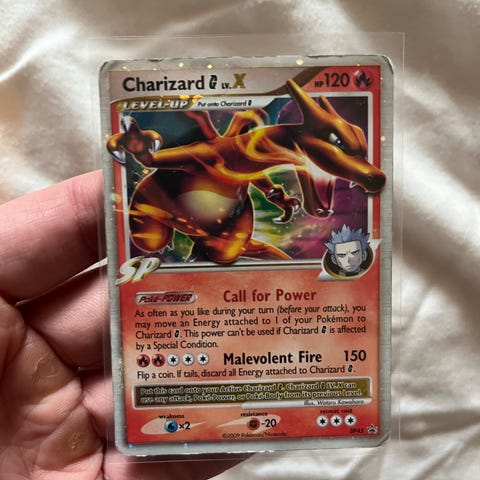 Charizard G LV.X HP120
LEVEL-UP Put onto Charizard G
SP
Poké-POWER Call for Power
As often as you like during your turn (before your attack), you
may move an Energy attached to 1 of your Pokémon to
Charizard G. This power can't be used if Charizard G is affected
by a Special Condition.
Malevolent Fire 150
Flip a coin. If tails, discard all Energy attached to Charizard G.
Put this card onto your Active Charizard G. Charizard G LV.X can
use any attack, Poké-Power, or Poké-Body from its previous Level.
Illus. Wataru Kawahara
weakness resistance retreat cost
×2 -20
©2009 Pokémon/Nintendo DP45